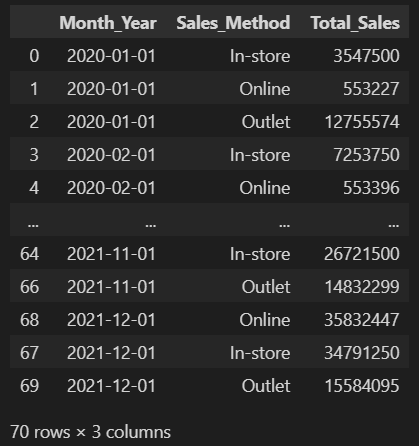 Month_Year Sales_Method Total_Sales
0 2020-01-01 In-store 3547500
1 2020-01-01 Online 553227
2 2020-01-01 Outlet 12755574
3 2020-02-01 In-store 7253750
4 2020-02-01 Online 553396
... ... ... ...
64 2021-11-01 In-store 26721500
66 2021-11-01 Outlet 14832299
68 2021-12-01 Online 35832447
67 2021-12-01 In-store 34791250
69 2021-12-01 Outlet 15584095
70 rows × 3 columns